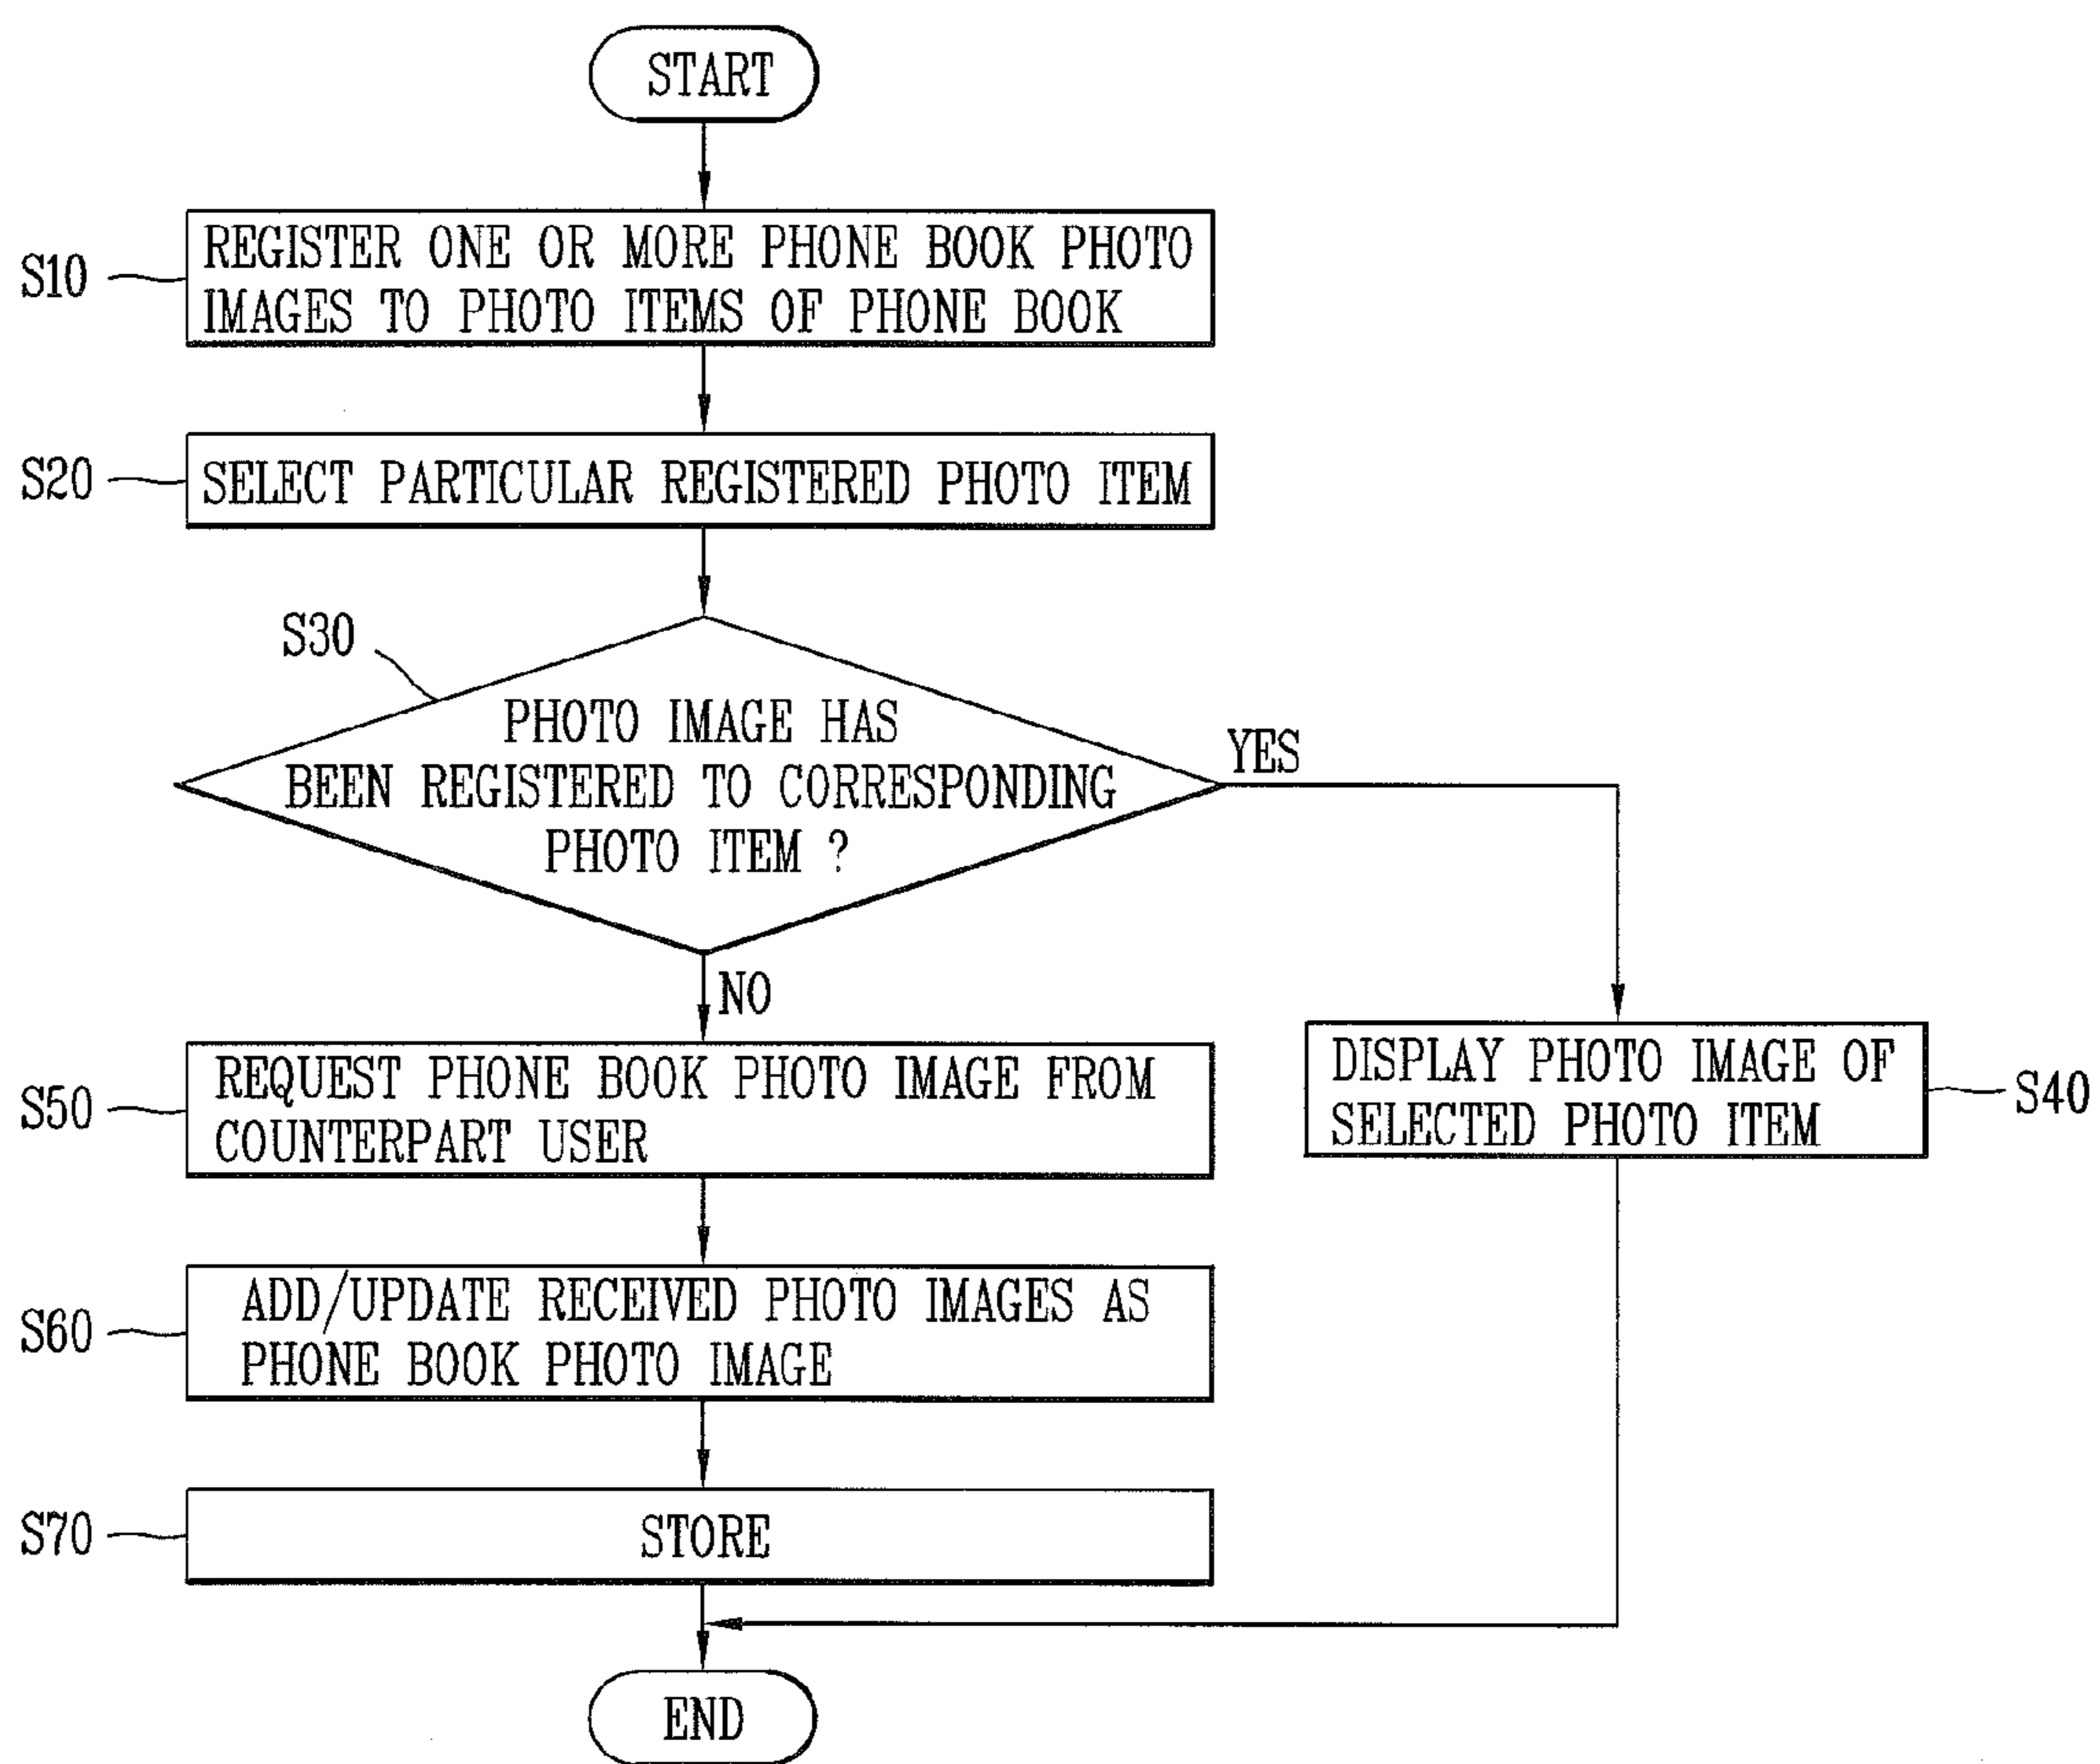 START
S10
REGISTER ONE OR MORE PHONE BOOK PHOTO
IMAGES TO PHOTO ITEMS OF PHONE BOOK
S20
SELECT PARTICULAR REGISTERED PHOTO ITEM
S30
PHOTO IMAGE HAS
BEEN REGISTERED TO CORRESPONDING
PHOTO ITEM ?
YES
NO
S50
REQUEST PHONE BOOK PHOTO IMAGE FROM
COUNTERPART USER
DISPLAY PHOTO IMAGE OF
SELECTED PHOTO ITEM
S40
S60
ADD/UPDATE RECEIVED PHOTO IMAGES AS
PHONE BOOK PHOTO IMAGE
S70
STORE
END